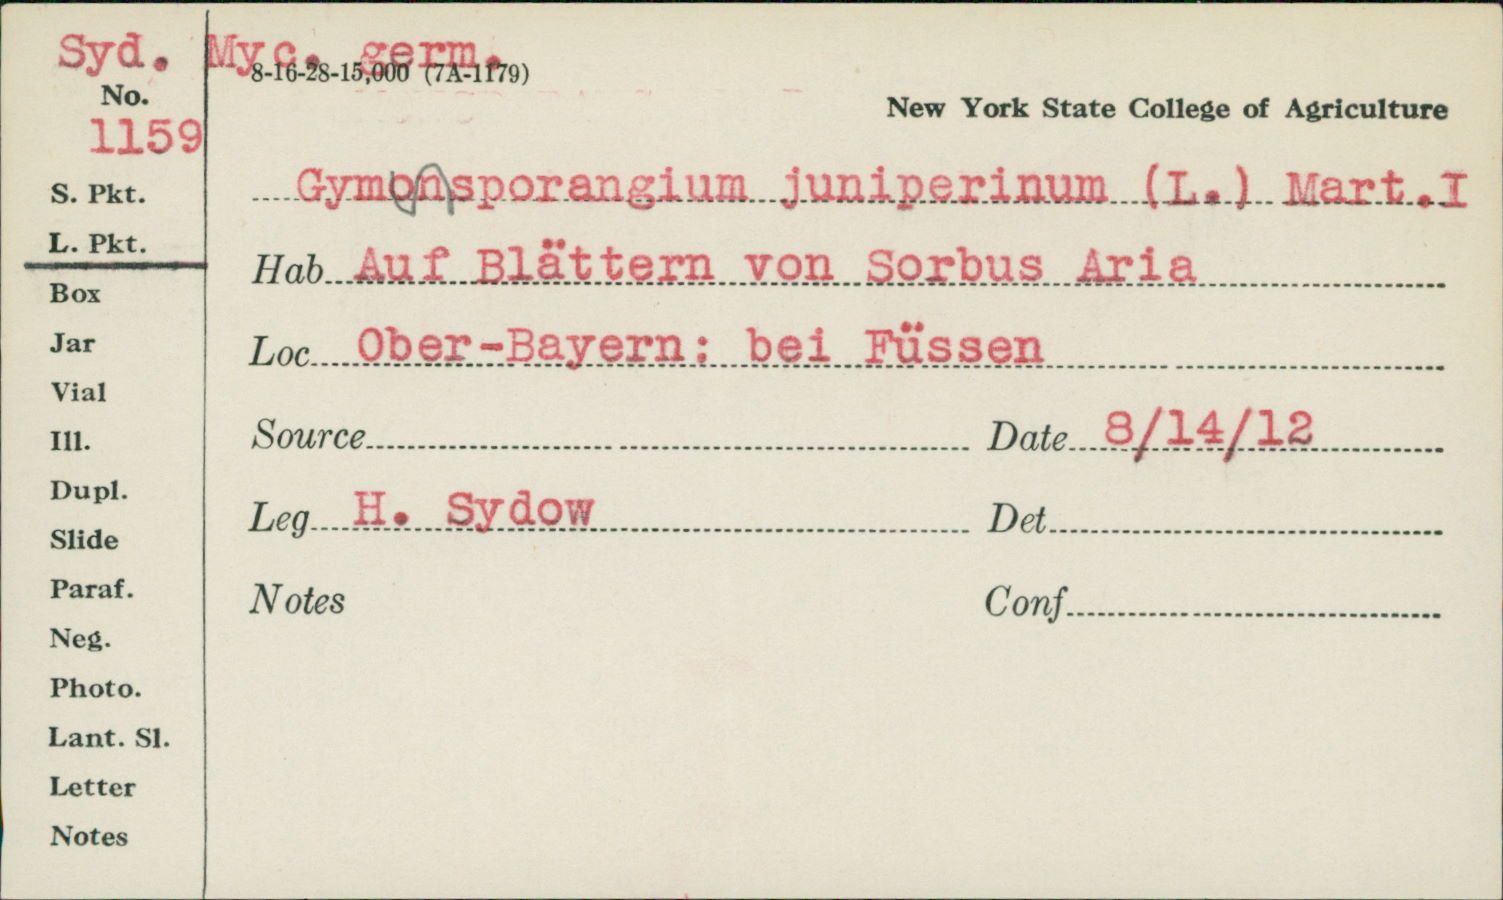 Syd. Myc. germ.
8-16-28-15,000 (7A-1179)
No.
1159
New York State College of Agriculture
S. Pkt.
Gymonsporangium juniperinum (L.) Mart.I
L. Pkt.
Hab Auf Blättern von Sorbus Aria
Box
Jar
Loc Ober-Bayern: bei Füssen
Vial
Ill.
Source
Date 8/14/12
Dupl.
Leg H. Sydow
Det
Slide
Paraf.
Notes
Conf
Neg.
Photo.
Lant. Sl.
Letter
Notes